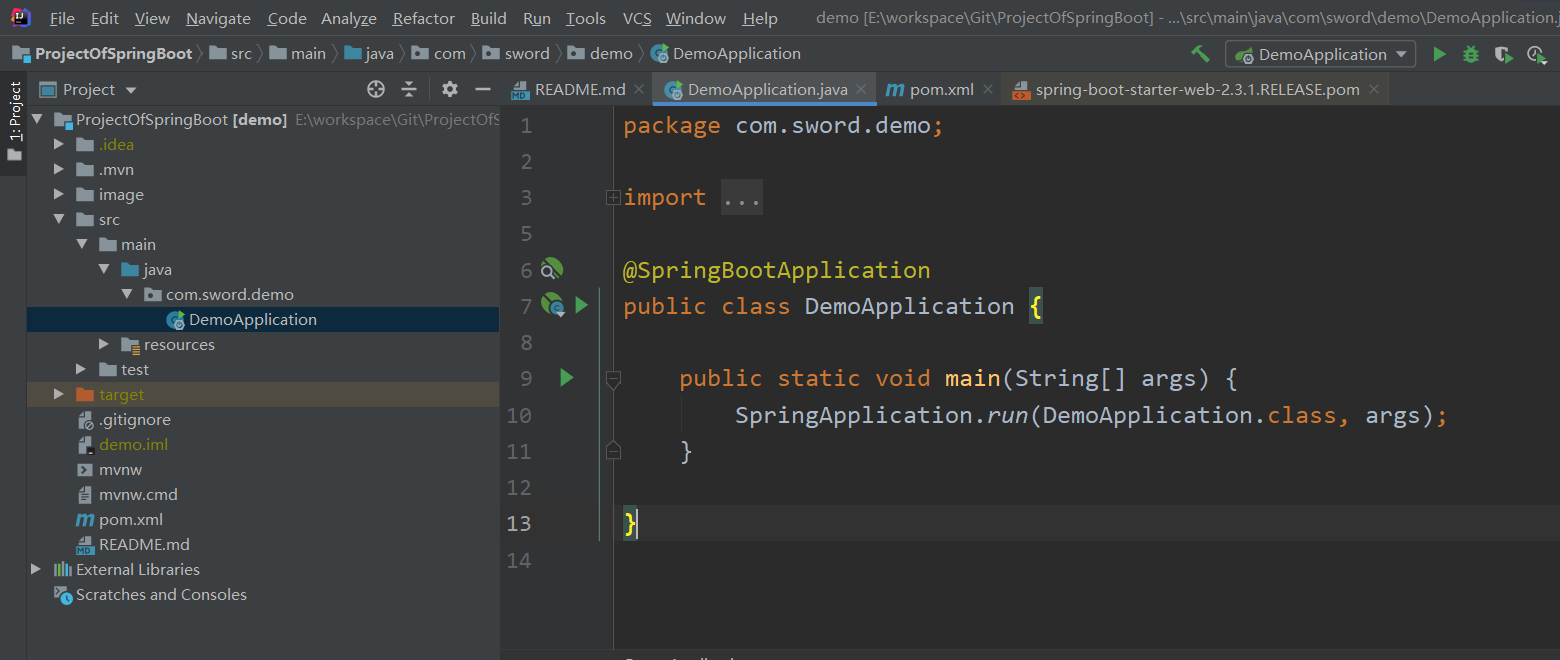 File Edit View Navigate Code Analyze Refactor Build Run Tools VCS Window Help demo [E:\workspace\Git\ProjectOfSpringBoot] - ...\src\main\java\com\sword\demo\DemoApplication.
ProjectOfSpringBoot src main java com sword demo DemoApplication DemoApplication
1: Project
Project
README.md DemoApplication.java pom.xml spring-boot-starter-web-2.3.1.RELEASE.pom
ProjectOfSpringBoot [demo] E:\workspace\Git\ProjectOfS
.idea
.mvn
image
src
main
java
com.sword.demo
DemoApplication
resources
test
target
.gitignore
demo.iml
mvnw
mvnw.cmd
pom.xml
README.md
External Libraries
Scratches and Consoles
1 package com.sword.demo;
2
3 import ...
5
6 @SpringBootApplication
7 public class DemoApplication {
8
9 public static void main(String[] args) {
10 SpringApplication.run(DemoApplication.class, args);
11 }
12
13 }
14